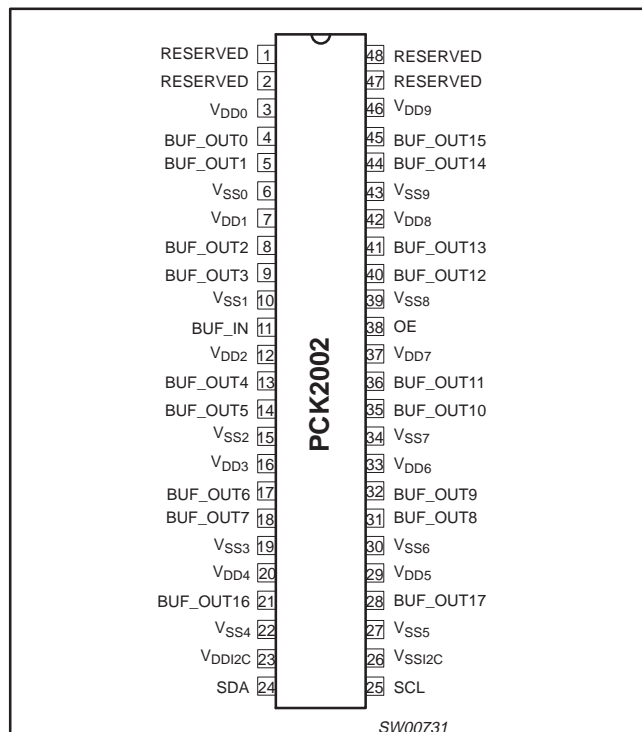 RESERVED 1 48 RESERVED
RESERVED 2 47 RESERVED
VDD0 3 46 VDD9
BUF_OUT0 4 45 BUF_OUT15
BUF_OUT1 5 44 BUF_OUT14
VSS0 6 43 VSS9
VDD1 7 42 VDD8
BUF_OUT2 8 41 BUF_OUT13
BUF_OUT3 9 40 BUF_OUT12
VSS1 10 39 VSS8
BUF_IN 11 38 OE
VDD2 12 37 VDD7
BUF_OUT4 13 36 BUF_OUT11
BUF_OUT5 14 35 BUF_OUT10
VSS2 15 34 VSS7
VDD3 16 33 VDD6
BUF_OUT6 17 32 BUF_OUT9
BUF_OUT7 18 31 BUF_OUT8
VSS3 19 30 VSS6
VDD4 20 29 VDD5
BUF_OUT16 21 28 BUF_OUT17
VSS4 22 27 VSS5
VDDI2C 23 26 VSSI2C
SDA 24 25 SCL
PCK2002
SW00731